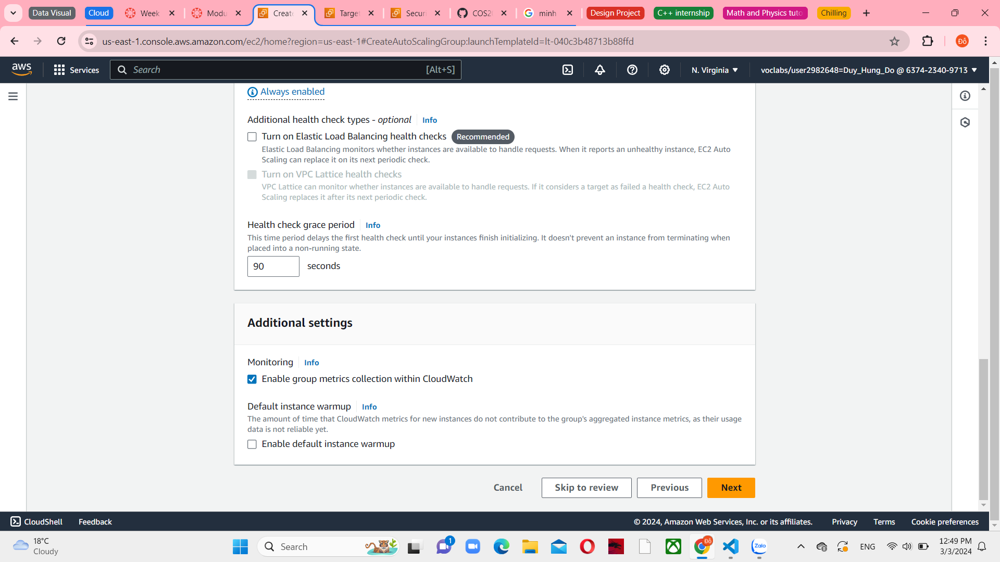 Data Visual
Cloud
Week
Modu
Create
Target
Securi
COS20
minh
Design Project
C++ internship
Math and Physics tuto
Chilling
us-east-1.console.aws.amazon.com/ec2/home?region=us-east-1#CreateAutoScalingGroup:launchTemplateId=lt-040c3b48713b88ffd
Đỗ
aws
Services
Search
[Alt+S]
N. Virginia
voclabs/user2982648=Duy_Hung_Do @ 6374-2340-9713
Always enabled
Additional health check types - optional
Info
Turn on Elastic Load Balancing health checks
Recommended
Elastic Load Balancing monitors whether instances are available to handle requests. When it reports an unhealthy instance, EC2 Auto
Scaling can replace it on its next periodic check.
Turn on VPC Lattice health checks
VPC Lattice can monitor whether instances are available to handle requests. If it considers a target as failed a health check, EC2 Auto
Scaling replaces it after its next periodic check.
Health check grace period
Info
This time period delays the first health check until your instances finish initializing. It doesn't prevent an instance from terminating when
placed into a non-running state.
90
seconds
Additional settings
Monitoring
Info
Enable group metrics collection within CloudWatch
Default instance warmup
Info
The amount of time that CloudWatch metrics for new instances do not contribute to the group's aggregated instance metrics, as their usage
data is not reliable yet.
Enable default instance warmup
Cancel
Skip to review
Previous
Next
CloudShell
Feedback
© 2024, Amazon Web Services, Inc. or its affiliates.
Privacy
Terms
Cookie preferences
18°C
Cloudy
Search
1
Đỗ
Zalo
ENG
12:49 PM
3/3/2024